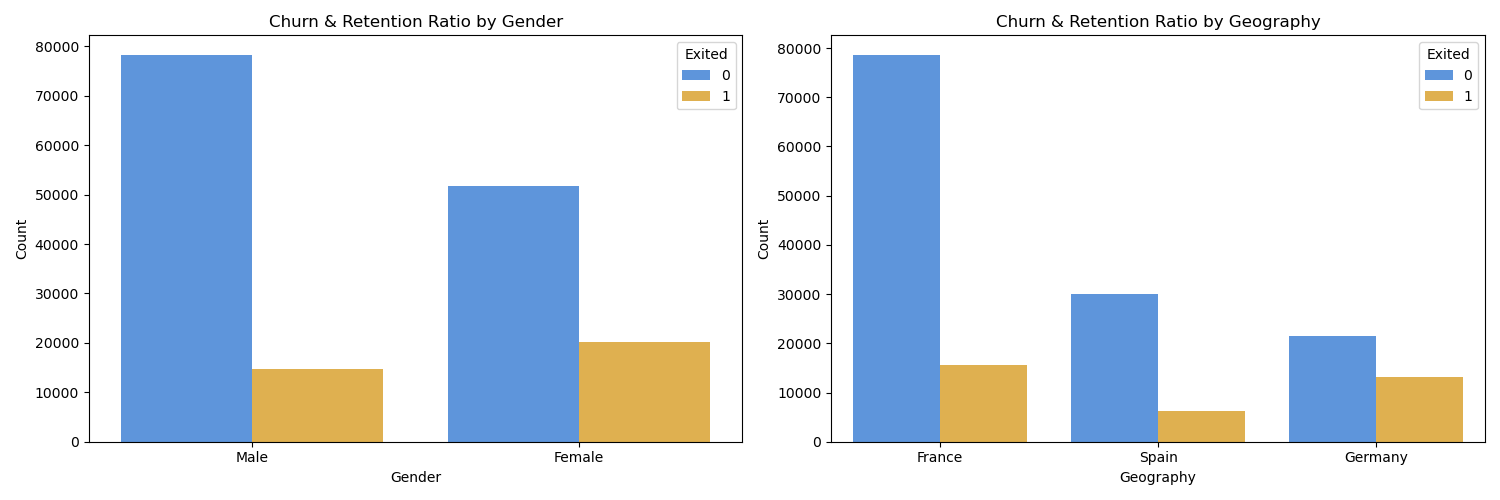 Churn & Retention Ratio by Gender
80000
70000
60000
50000
40000
30000
20000
10000
0
Count
Male
Female
Gender
Exited
0
1
Churn & Retention Ratio by Geography
80000
70000
60000
50000
40000
30000
20000
10000
0
Count
France
Spain
Germany
Geography
Exited
0
1